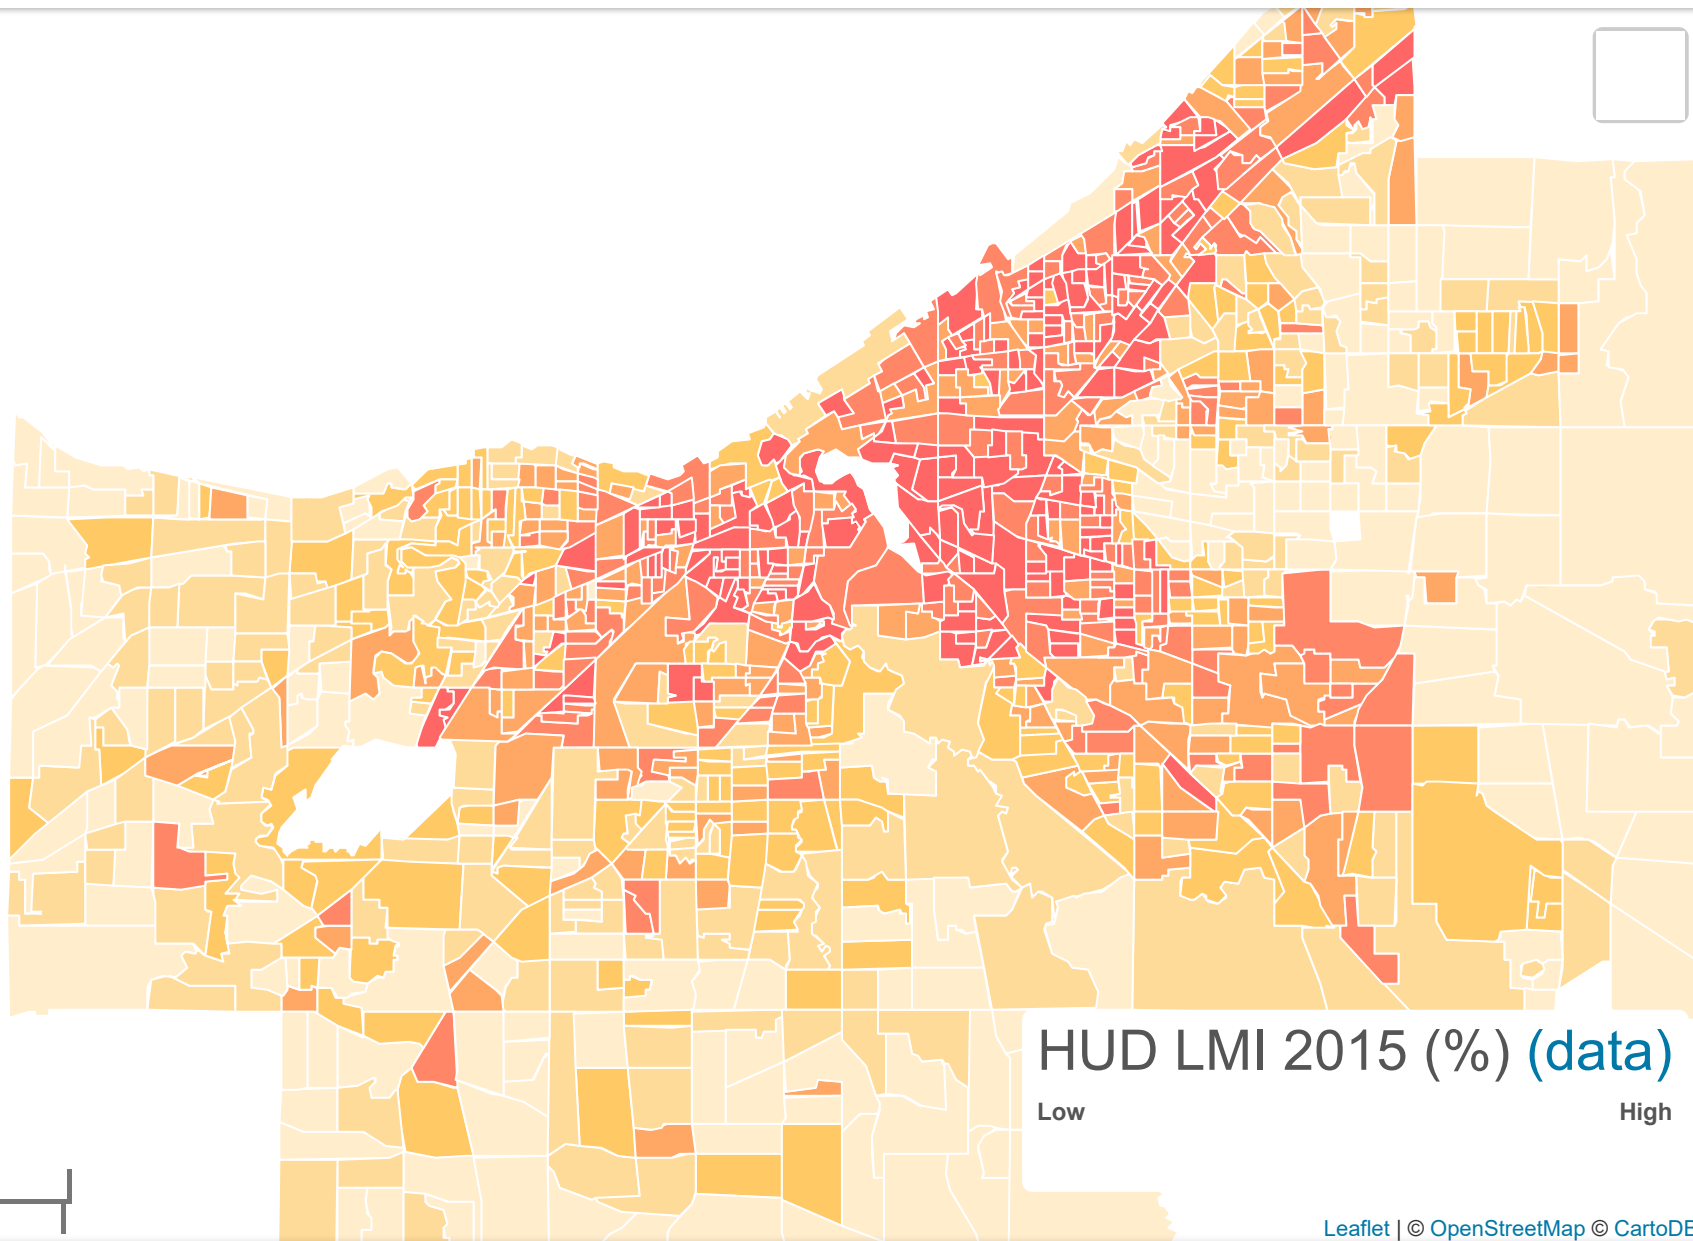 HUD LMI 2015 (%) (data)
Low High
Leaflet | © OpenStreetMap © CartoDB